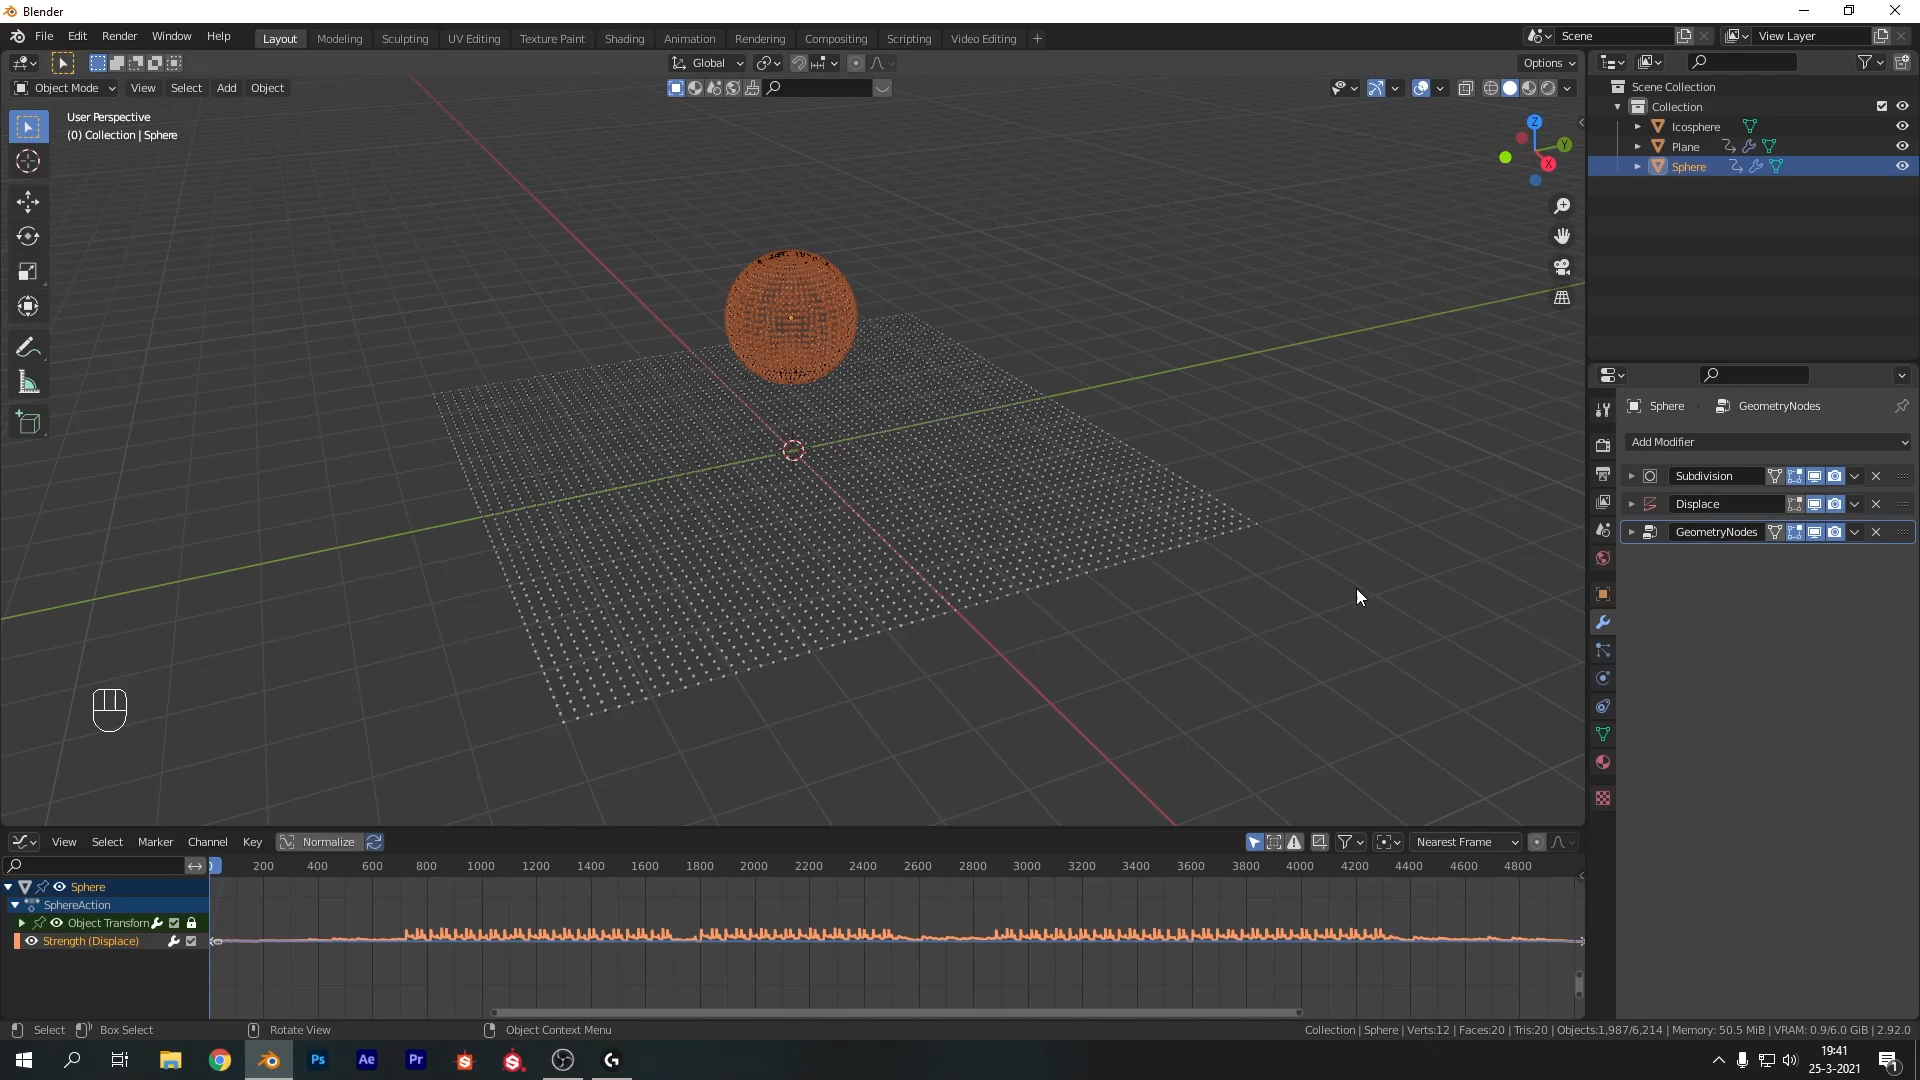 Blender
File Edit Render Window Help
Layout Modeling Sculpting UV Editing Texture Paint Shading Animation Rendering Compositing Scripting Video Editing +
Scene
View Layer
Global
Options
Object Mode View Select Add Object
User Perspective
(0) Collection | Sphere
Z
Y
X
Scene Collection
Collection
Icosphere
Plane
Sphere
Sphere GeometryNodes
Add Modifier
Subdivision
Displace
GeometryNodes
View Select Marker Channel Key Normalize
Nearest Frame
200 400 600 800 1000 1200 1400 1600 1800 2000 2200 2400 2600 2800 3000 3200 3400 3600 3800 4000 4200 4400 4800
Sphere
SphereAction
Object Transform
Strength (Displace)
Select Box Select Rotate View Object Context Menu
Collection | Sphere | Verts:12 | Faces:20 | Tris:20 | Objects:1,987/6,214 | Memory: 50.5 MiB | VRAM: 0.9/6.0 GiB | 2.92.0
Ps Ae Pr
19:41
25-3-2021
1